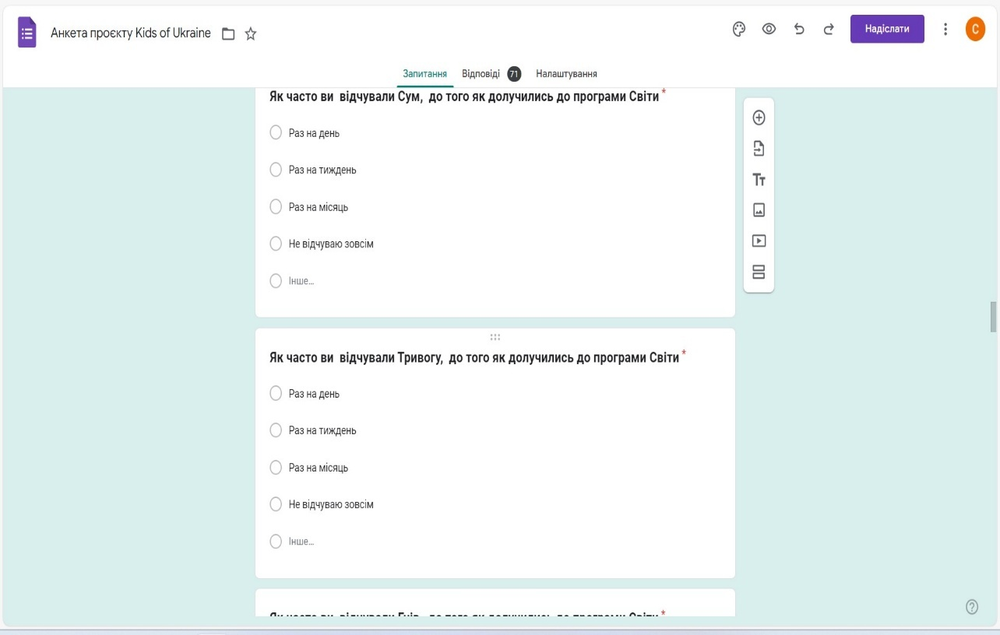 Анкета проєкту Kids of Ukraine
Надіслати
С
Запитання Відповіді 71 Налаштування
Як часто ви відчували Сум, до того як долучились до програми Світи *
Раз на день
Раз на тиждень
Раз на місяць
Не відчуваю зовсім
Інше...
Як часто ви відчували Тривогу, до того як долучились до програми Світи *
Раз на день
Раз на тиждень
Раз на місяць
Не відчуваю зовсім
Інше...
Як часто ви відчували Гнів, до того як долучились до програми Світи *